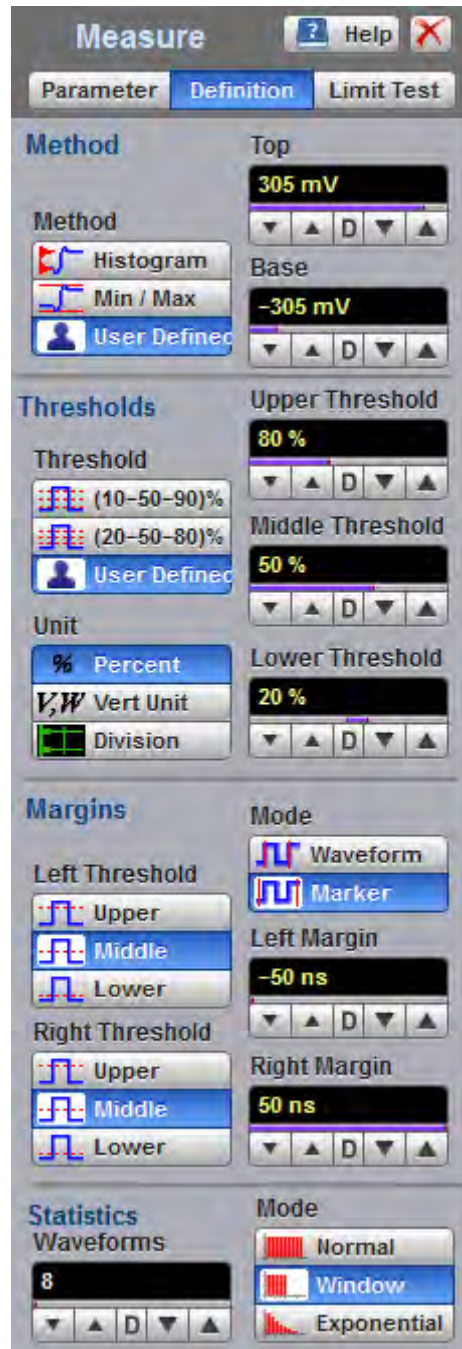 Measure
? Help
Parameter Definition Limit Test
Method
Top
305 mV
D
Method
Histogram
Min / Max
User Defined
Base
-305 mV
D
Thresholds
Upper Threshold
80 %
D
Threshold
(10-50-90)%
(20-50-80)%
User Defined
Middle Threshold
50 %
D
Unit
% Percent
V,W Vert Unit
Division
Lower Threshold
20 %
D
Margins
Mode
Waveform
Marker
Left Threshold
Upper
Middle
Lower
Left Margin
-50 ns
D
Right Threshold
Upper
Middle
Lower
Right Margin
50 ns
D
Statistics
Waveforms
8
D
Mode
Normal
Window
Exponential